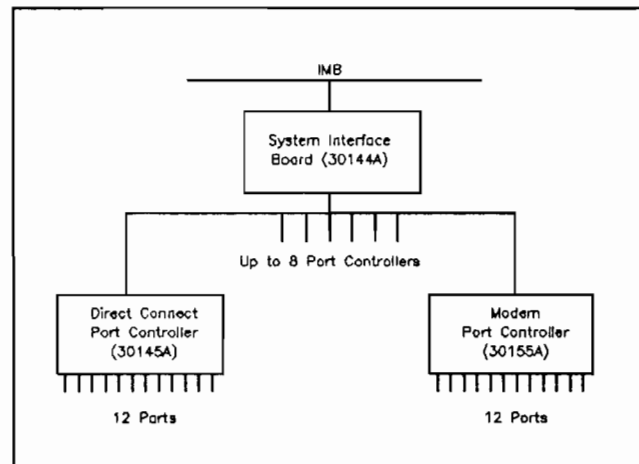 IMB
System Interface
Board (30144A)
Up to 8 Port Controllers
Direct Connect
Port Controller
(30145A)
Modem
Port Controller
(30155A)
12 Ports
12 Ports